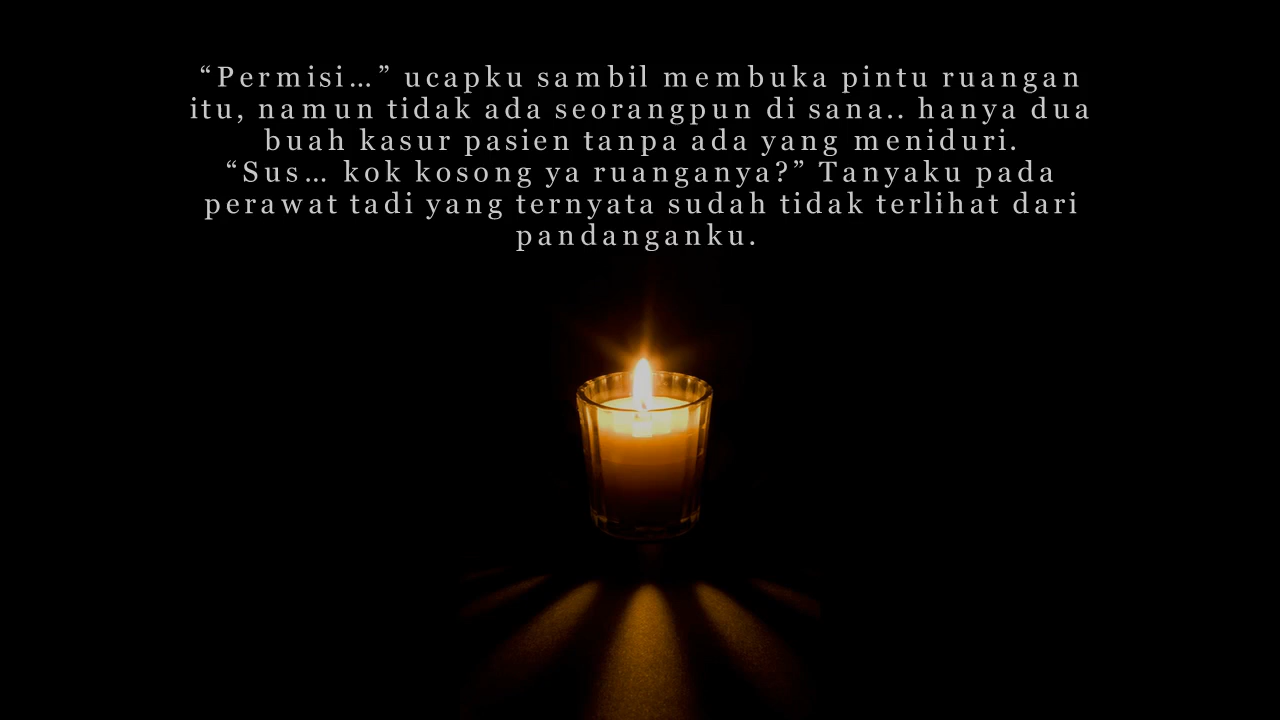 “Permisi…” ucapku sambil membuka pintu ruangan
itu, namun tidak ada seorangpun di sana.. hanya dua
buah kasur pasien tanpa ada yang meniduri.
“Sus… kok kosong ya ruanganya?” Tanyaku pada
perawat tadi yang ternyata sudah tidak terlihat dari
pandanganku.